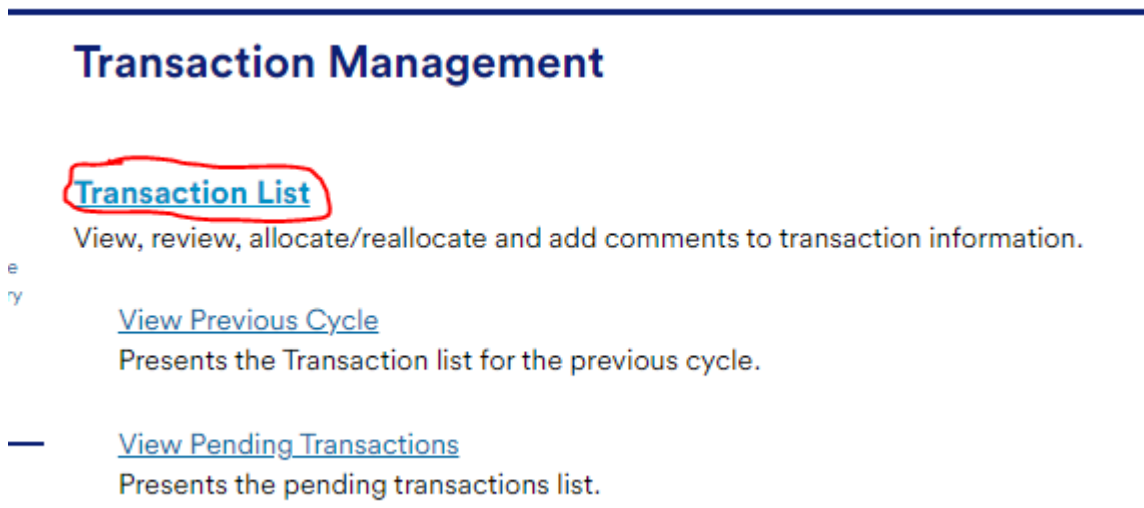 Transaction Management
Transaction List
View, review, allocate/reallocate and add comments to transaction information.
e
ry
View Previous Cycle
Presents the Transaction list for the previous cycle.
View Pending Transactions
Presents the pending transactions list.